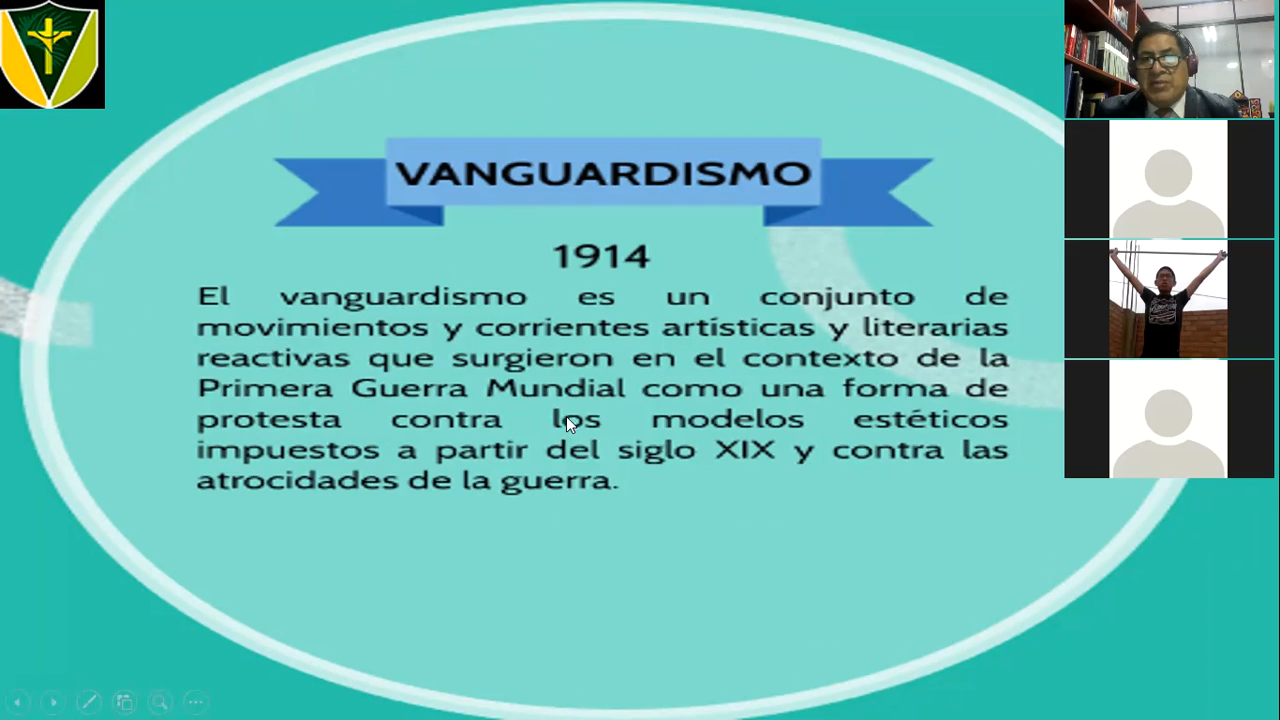 VANGUARDISMO
1914
El vanguardismo es un conjunto de
movimientos y corrientes artísticas y literarias
reactivas que surgieron en el contexto de la
Primera Guerra Mundial como una forma de
protesta contra los modelos estéticos
impuestos a partir del siglo XIX y contra las
atrocidades de la guerra.